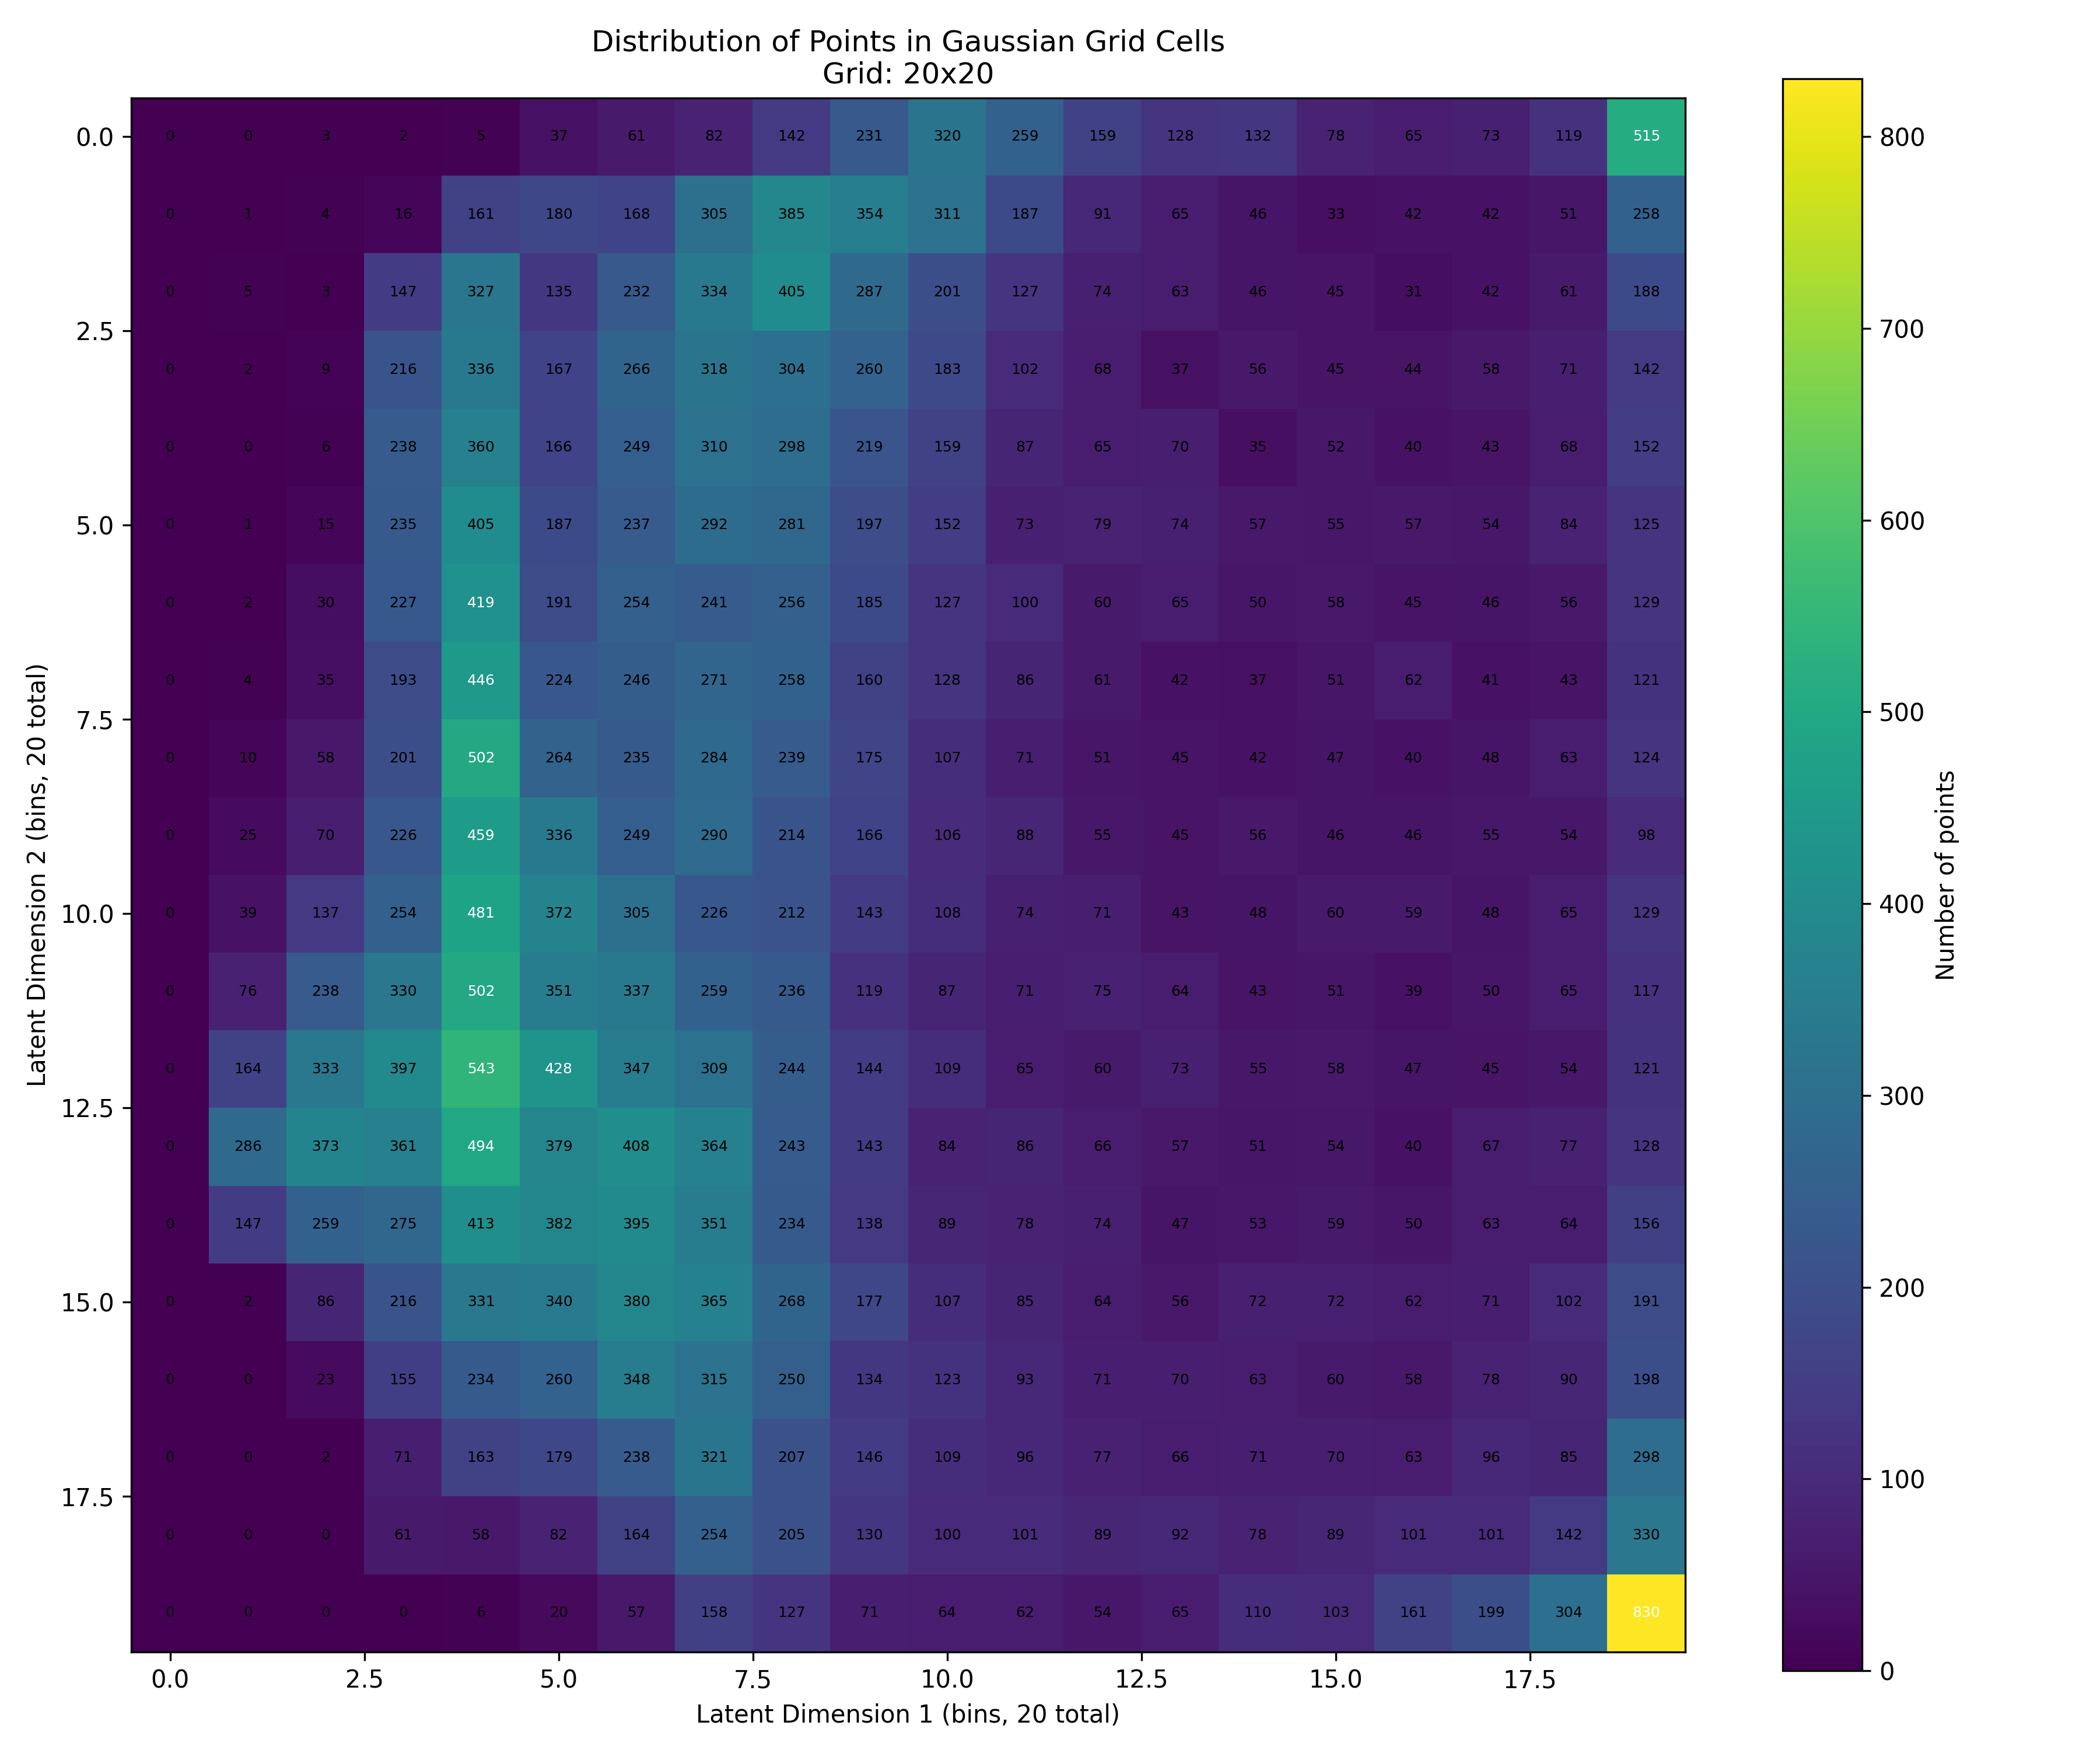 Distribution of Points in Gaussian Grid Cells
Grid: 20x20
0.0 0 0 3 2 5 37 61 82 142 231 320 259 159 128 132 78 65 73 119 515
0 1 4 16 161 180 168 305 385 354 311 187 91 65 46 33 42 42 51 258
0 5 3 147 327 135 232 334 405 287 201 127 74 63 46 45 31 42 61 188
2.5
0 2 9 216 336 167 266 318 304 260 183 102 68 37 56 45 44 58 71 142
0 0 6 238 360 166 249 310 298 219 159 87 65 70 35 52 40 43 68 152
5.0 0 1 15 235 405 187 237 292 281 197 152 73 79 74 57 55 57 54 84 125
0 2 30 227 419 191 254 241 256 185 127 100 60 65 50 58 45 46 56 129
0 4 35 193 446 224 246 271 258 160 128 86 61 42 37 51 62 41 43 121
7.5
0 10 58 201 502 264 235 284 239 175 107 71 51 45 42 47 40 48 63 124
0 25 70 226 459 336 249 290 214 166 106 88 55 45 56 46 46 55 54 98
10.0 0 39 137 254 481 372 305 226 212 143 108 74 71 43 48 60 59 48 65 129
0 76 238 330 502 351 337 259 236 119 87 71 75 64 43 51 39 50 65 117
0 164 333 397 543 428 347 309 244 144 109 65 60 73 55 58 47 45 54 121
12.5
0 286 373 361 494 379 408 364 243 143 84 86 66 57 51 54 40 67 77 128
0 147 259 275 413 382 395 351 234 138 89 78 74 47 53 59 50 63 64 156
15.0 0 2 86 216 331 340 380 365 268 177 107 85 64 56 72 72 62 71 102 191
0 0 23 155 234 260 348 315 250 134 123 93 71 70 63 60 58 78 90 198
0 0 2 71 163 179 238 321 207 146 109 96 77 66 71 70 63 96 85 298
17.5
0 0 0 61 58 82 164 254 205 130 100 101 89 92 78 89 101 101 142 330
0 0 0 0 6 20 57 158 127 71 64 62 54 65 110 103 161 199 304 830
0.0 2.5 5.0 7.5 10.0 12.5 15.0 17.5
Latent Dimension 1 (bins, 20 total)
Latent Dimension 2 (bins, 20 total)
800
700
600
500
400
300
200
100
0
Number of points